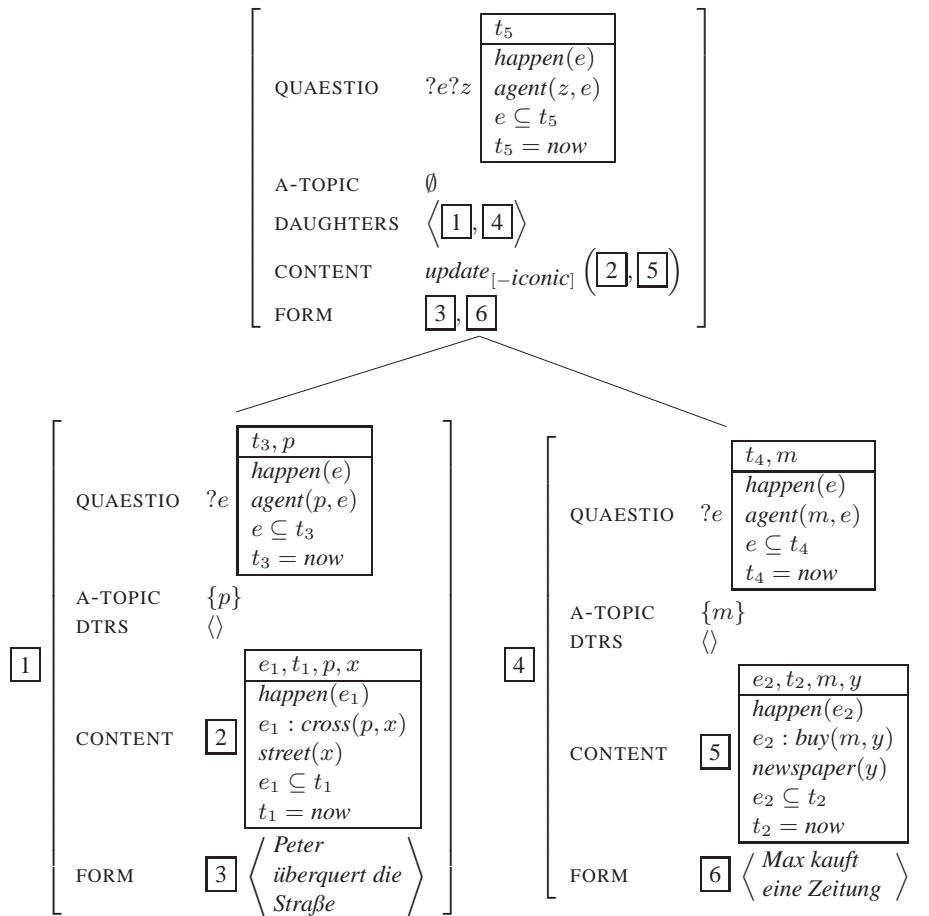 t₅
happen(e)
QUAESTIO ?e?z agent(z, e)
e ⊆ t₅
t₅ = now
A-TOPIC ∅
DAUGHTERS ⟨ 1 , 4 ⟩
CONTENT update[−iconic] ( 2 , 5 )
FORM 3 , 6
t₃, p
happen(e)
QUAESTIO ?e agent(p, e)
e ⊆ t₃
t₃ = now
A-TOPIC {p}
DTRS ⟨⟩
1
e₁, t₁, p, x
happen(e₁)
e₁ : cross(p, x)
CONTENT 2 street(x)
e₁ ⊆ t₁
t₁ = now
Peter
FORM 3 ⟨ überquert die ⟩
Straße
t₄, m
happen(e)
QUAESTIO ?e agent(m, e)
e ⊆ t₄
t₄ = now
A-TOPIC {m}
DTRS ⟨⟩
4
e₂, t₂, m, y
happen(e₂)
e₂ : buy(m, y)
CONTENT 5 newspaper(y)
e₂ ⊆ t₂
t₂ = now
FORM 6 ⟨ Max kauft
eine Zeitung ⟩